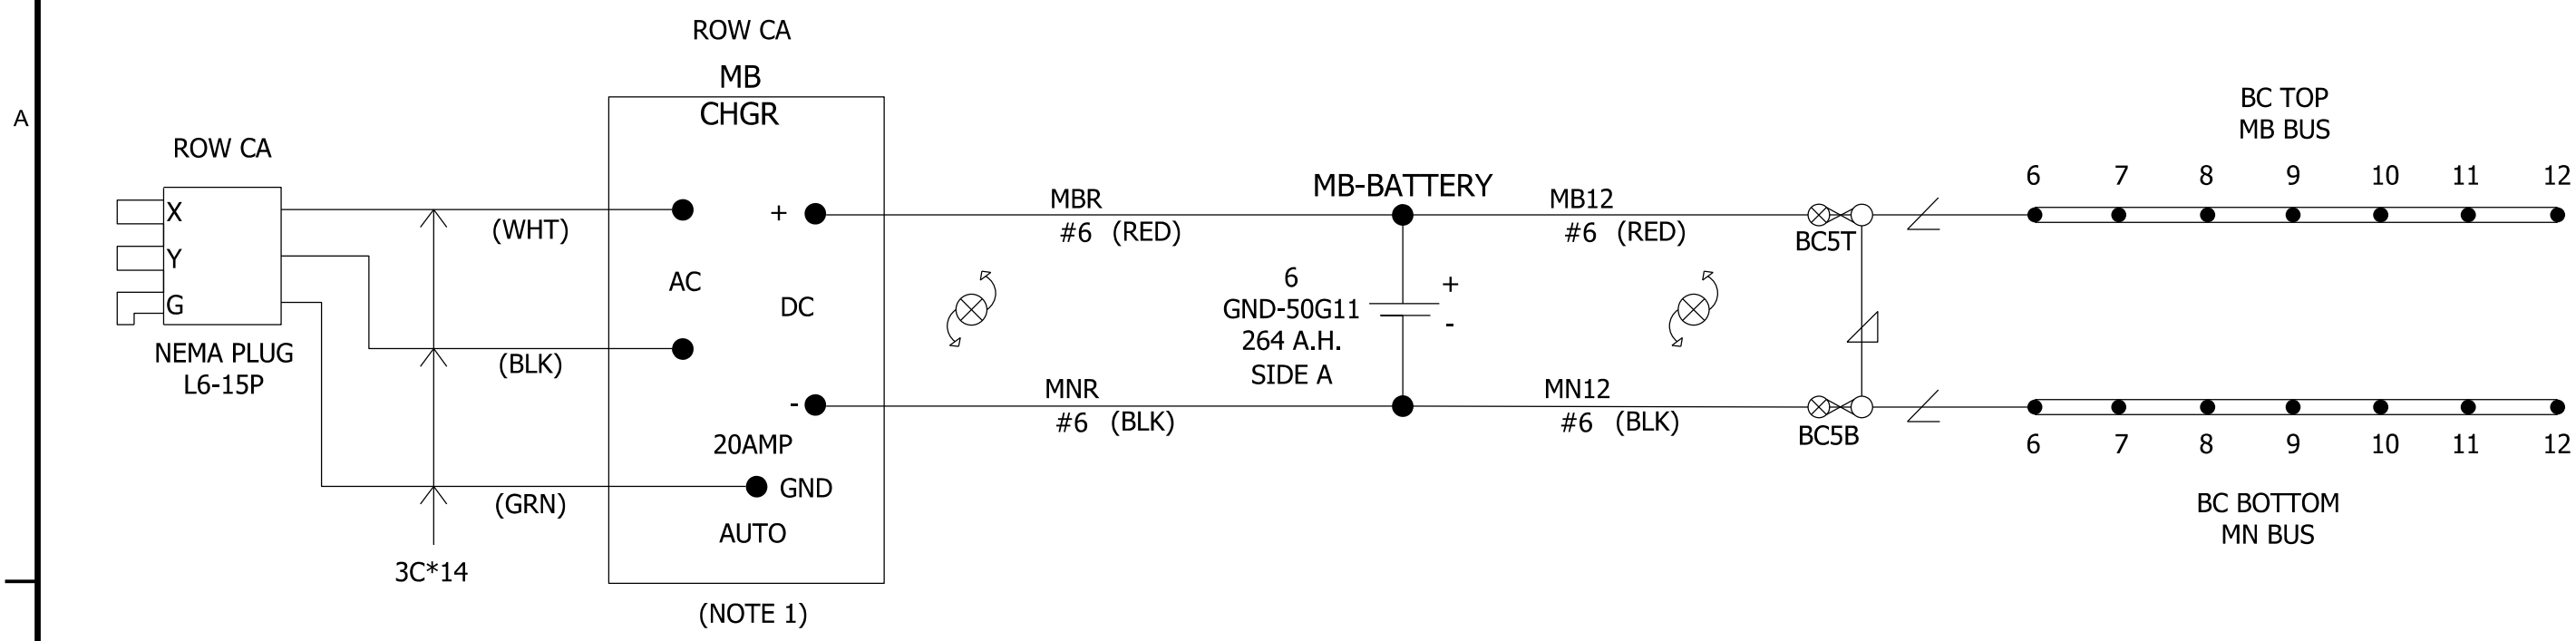 A
ROW CA
X
Y
G
NEMA PLUG
L6-15P
(WHT)
(BLK)
(GRN)
3C*14
ROW CA
MB
CHGR
+
AC
DC
-
20AMP
GND
AUTO
(NOTE 1)
MBR
#6 (RED)
MNR
#6 (BLK)
MB-BATTERY
6
GND-50G11
264 A.H.
SIDE A
+
-
MB12
#6 (RED)
MN12
#6 (BLK)
BC5T
BC5B
BC TOP
MB BUS
6 7 8 9 10 11 12
6 7 8 9 10 11 12
BC BOTTOM
MN BUS